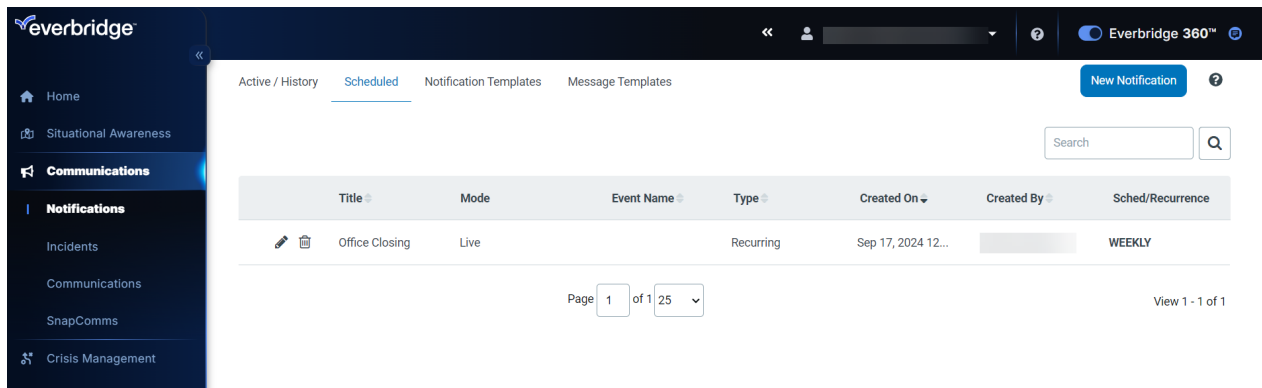 everbridge™
Everbridge 360™
Home
Situational Awareness
Communications
Notifications
Incidents
Communications
SnapComms
Crisis Management
Active / History Scheduled Notification Templates Message Templates
New Notification
Search
Title Mode Event Name Type Created On Created By Sched/Recurrence
Office Closing Live Recurring Sep 17, 2024 12... WEEKLY
Page 1 of 1 25
View 1 - 1 of 1